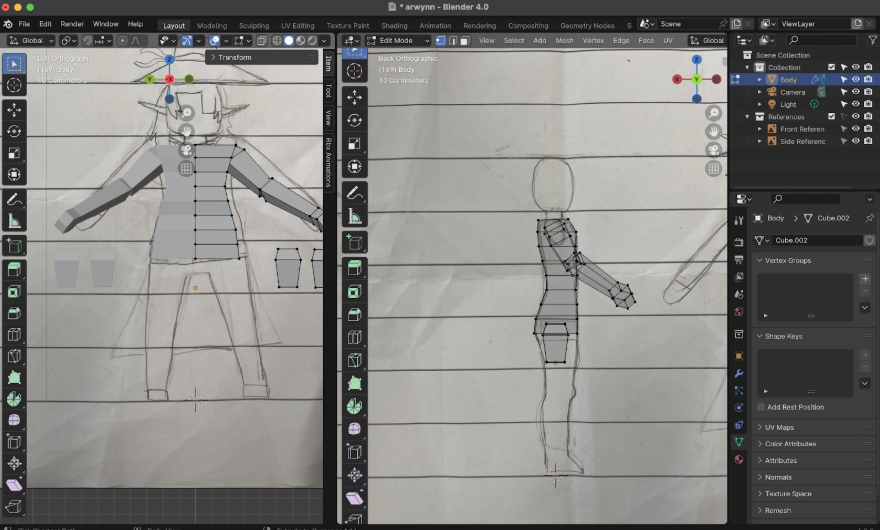 * arwynn - Blender 4.0
File Edit Render Window Help Layout Modeling Sculpting UV Editing Texture Paint Shading Animation Rendering Compositing Geometry Nodes Scene ViewLayer
Global Edit Mode View Select Add Mesh Vertex Edge Face UV Global
Transform
Left Orthographic
(169) Body
10 Centimeters
Item
Tool
View
Rbx Animations
Back Orthographic
(169) Body
10 Centimeters
Z
Y
X
Z
X
Y
Scene Collection
Collection
Body
Camera
Light
References
Front Referen
Side Referenc
Body Cube.002
Cube.002
Vertex Groups
Shape Keys
Add Rest Position
UV Maps
Color Attributes
Attributes
Normals
Texture Space
Remesh